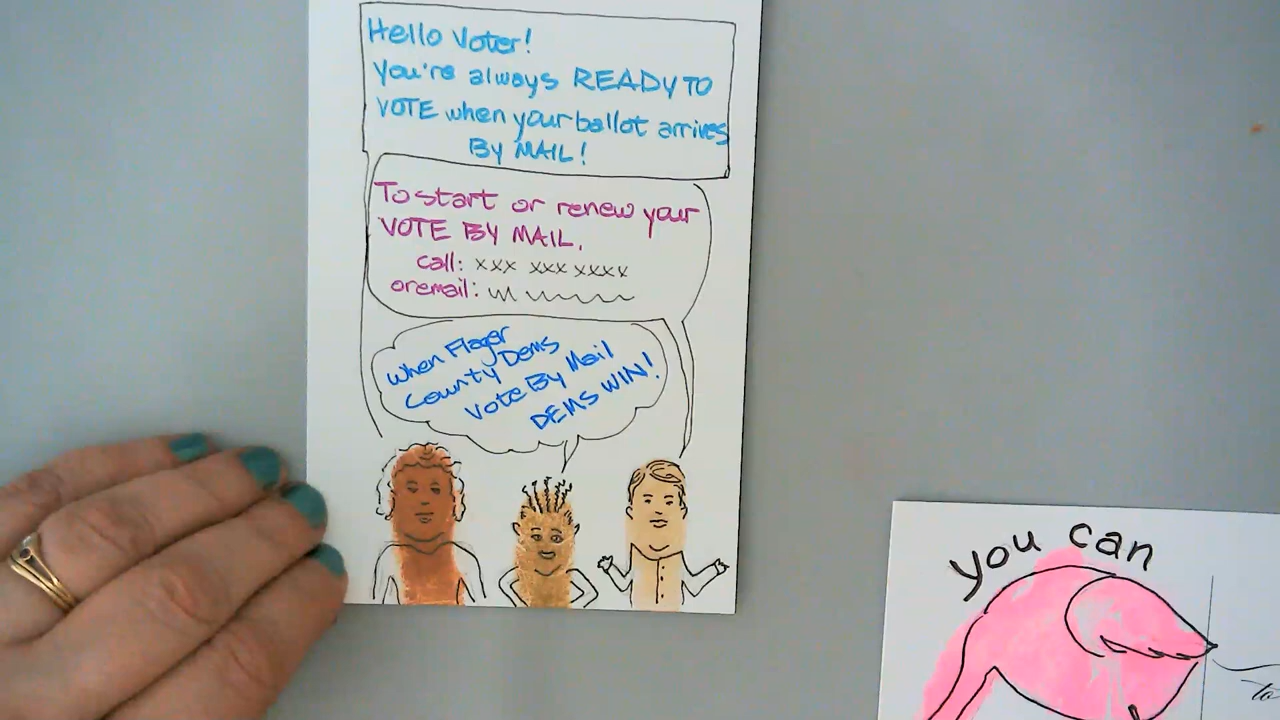 Hello Voter!
You're always READY TO
VOTE when your ballot arrives
BY MAIL!
To start or renew your
VOTE BY MAIL.
call: xxx xxx xxxx
or email:
When Flager
County Dems
Vote By Mail
DEMS WIN!
you can
to